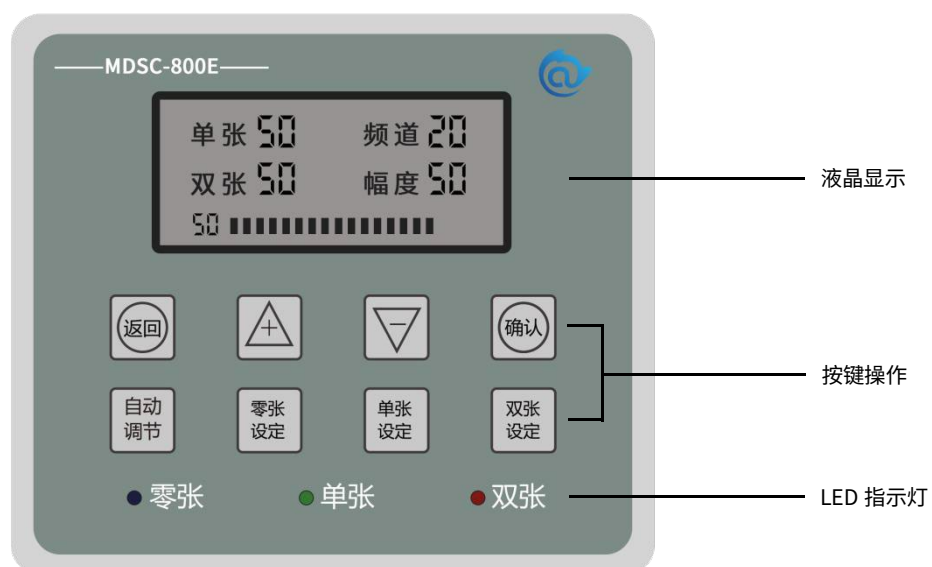 MDSC-800E
单张 50 频道 20
双张 50 幅度 50
50
液晶显示
返回 + − 确认
按键操作
自动
调节
零张
设定
单张
设定
双张
设定
零张 单张 双张
LED 指示灯